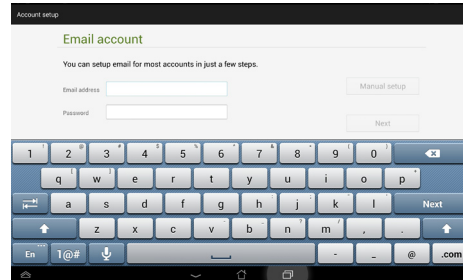 Account setup
Email account
You can setup email for most accounts in just a few steps.
Email address
Manual setup
Password
Next
1 2 @ 3 # 4 $ 5 % 6 7 & 8 9 ( 0 )
q w e r t y u i o p
a s d f g h j k l Next
z x c v b n m , .
En 1@# - _ @ .com